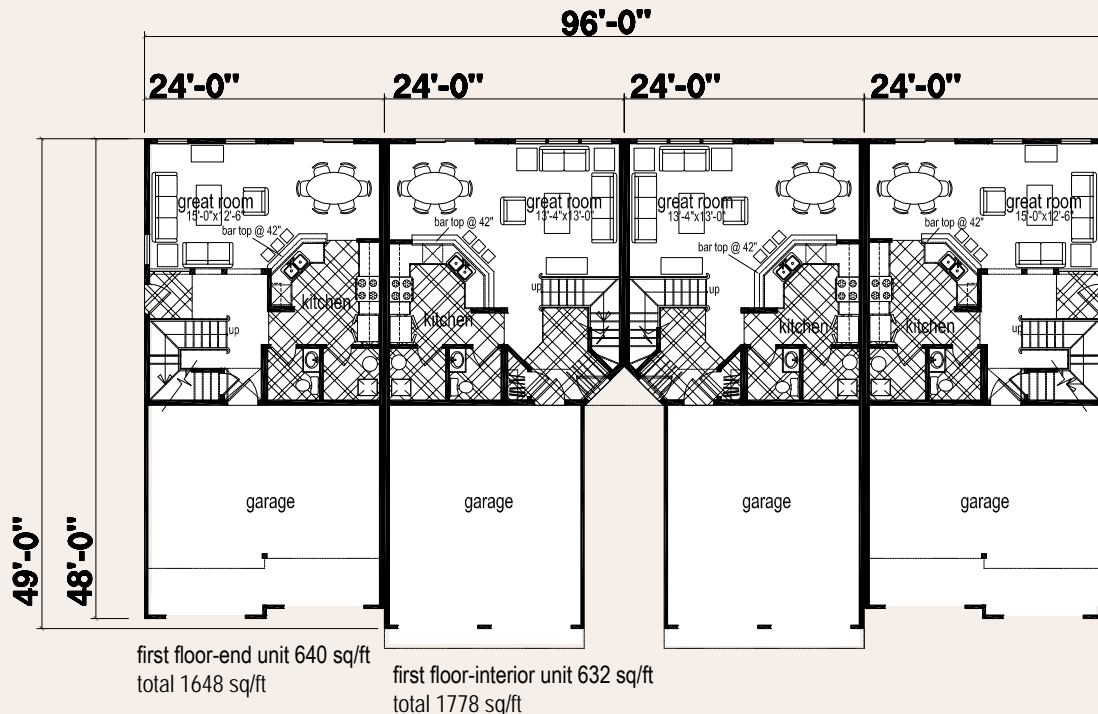 96'-0"
24'-0"
24'-0"
24'-0"
24'-0"
great room
15'-0"x12'-6"
bar top @ 42"
kitchen
up
garage
great room
13'-4"x13'-0"
bar top @ 42"
kitchen
up
garage
great room
13'-4"x13'-0"
bar top @ 42"
kitchen
up
garage
great room
15'-0"x12'-6"
bar top @ 42"
kitchen
up
garage
49'-0"
48'-0"
first floor-end unit 640 sq/ft
total 1648 sq/ft
first floor-interior unit 632 sq/ft
total 1778 sq/ft